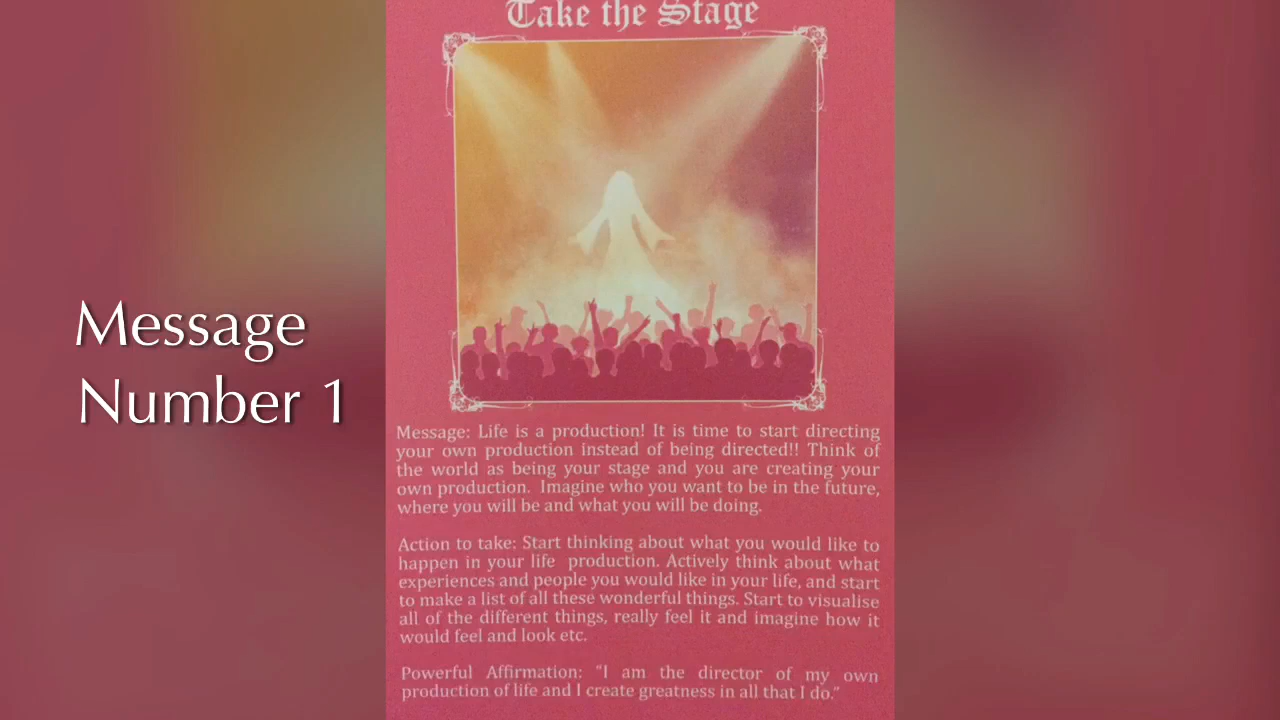 Take the Stage
Message
Number 1
Message: Life is a production! It is time to start directing
your own production instead of being directed!! Think of
the world as being your stage and you are creating your
own production. Imagine who you want to be in the future,
where you will be and what you will be doing.
Action to take: Start thinking about what you would like to
happen in your life production. Actively think about what
experiences and people you would like in your life, and start
to make a list of all these wonderful things. Start to visualise
all of the different things, really feel it and imagine how it
would feel and look etc.
Powerful Affirmation: “I am the director of my own
production of life and I create greatness in all that I do.”